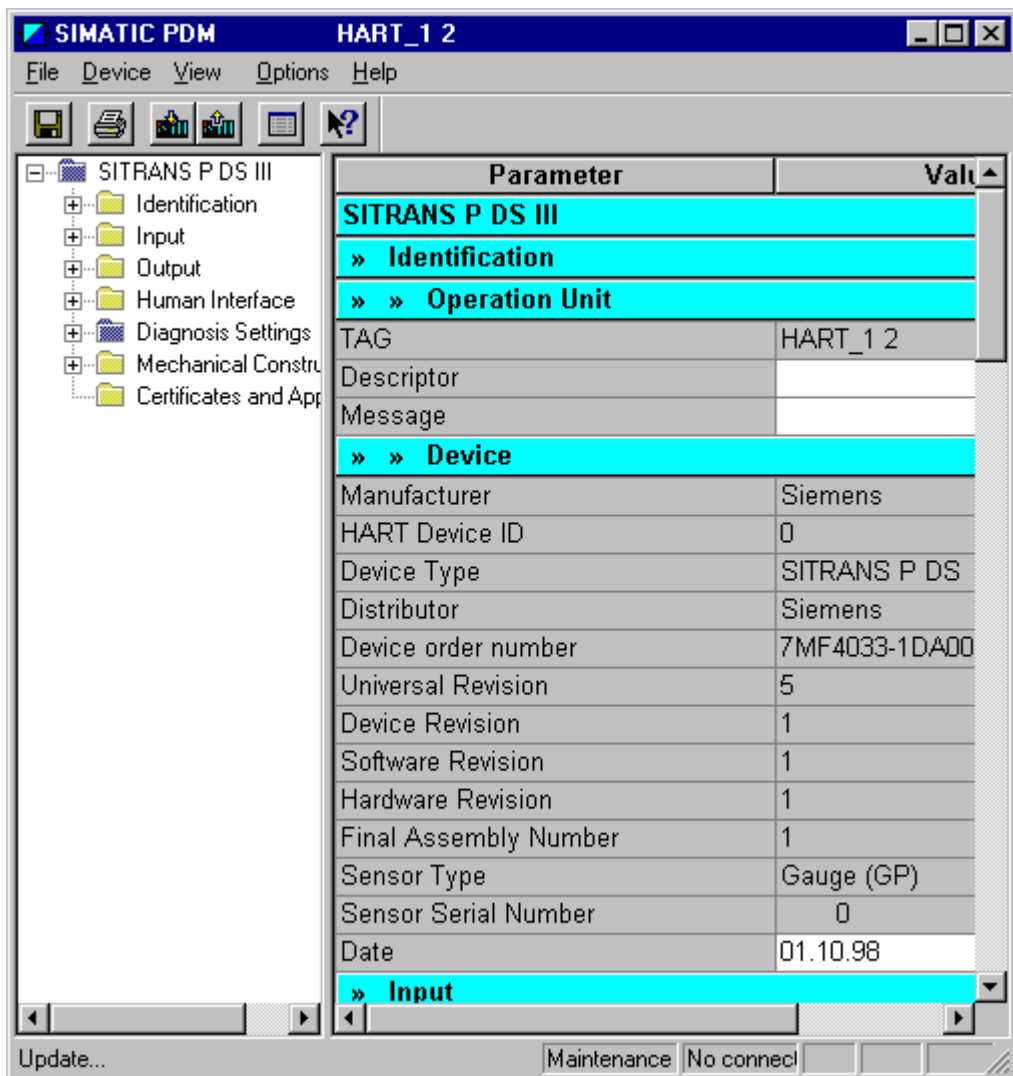 SIMATIC PDM HART_1 2
File Device View Options Help
SITRANS P DS III
Identification
Input
Output
Human Interface
Diagnosis Settings
Mechanical Constru
Certificates and App
Parameter Valu
SITRANS P DS III
» Identification
» » Operation Unit
TAG HART_1 2
Descriptor
Message
» » Device
Manufacturer Siemens
HART Device ID 0
Device Type SITRANS P DS
Distributor Siemens
Device order number 7MF4033-1DA00
Universal Revision 5
Device Revision 1
Software Revision 1
Hardware Revision 1
Final Assembly Number 1
Sensor Type Gauge (GP)
Sensor Serial Number 0
Date 01.10.98
» Input
Update... Maintenance No connect